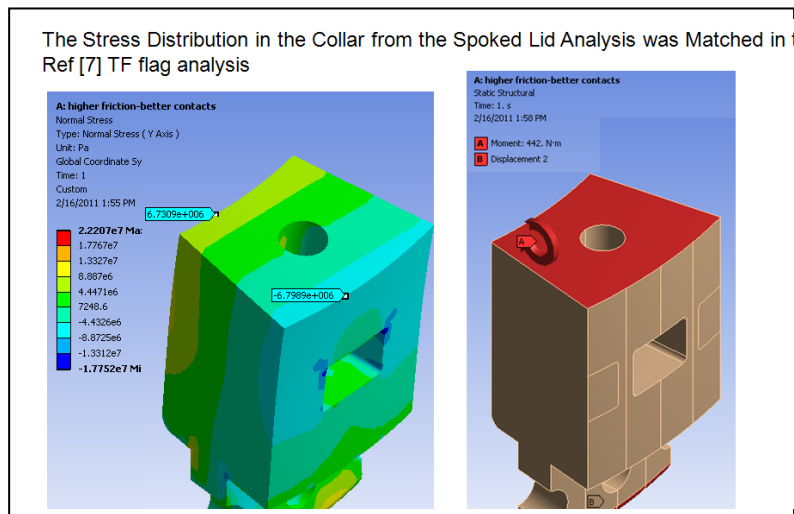 The Stress Distribution in the Collar from the Spoked Lid Analysis was Matched in
Ref [7] TF flag analysis
A: higher friction-better contacts
Normal Stress
Type: Normal Stress ( Y Axis )
Unit: Pa
Global Coordinate Sy
Time: 1
Custom
2/16/2011 1:55 PM
6.7309e+006
2.2207e7 Ma
1.7767e7
1.3327e7
8.887e6
4.4471e6
7248.6
-4.4326e6
-8.8725e6
-1.3312e7
-1.7752e7 Mi
-6.7989e+006
A: higher friction-better contacts
Static Structural
Time: 1. s
2/16/2011 1:58 PM
A Moment: 442. N·m
B Displacement 2
A
B